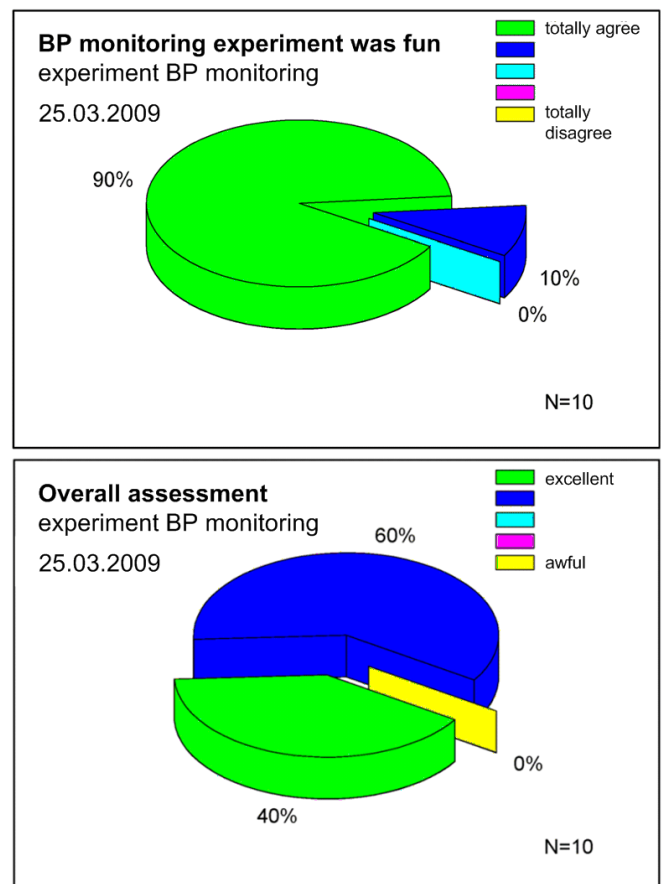 BP monitoring experiment was fun
experiment BP monitoring
25.03.2009
totally agree
totally
disagree
90%
10%
0%
N=10
Overall assessment
experiment BP monitoring
25.03.2009
excellent
awful
60%
0%
40%
N=10